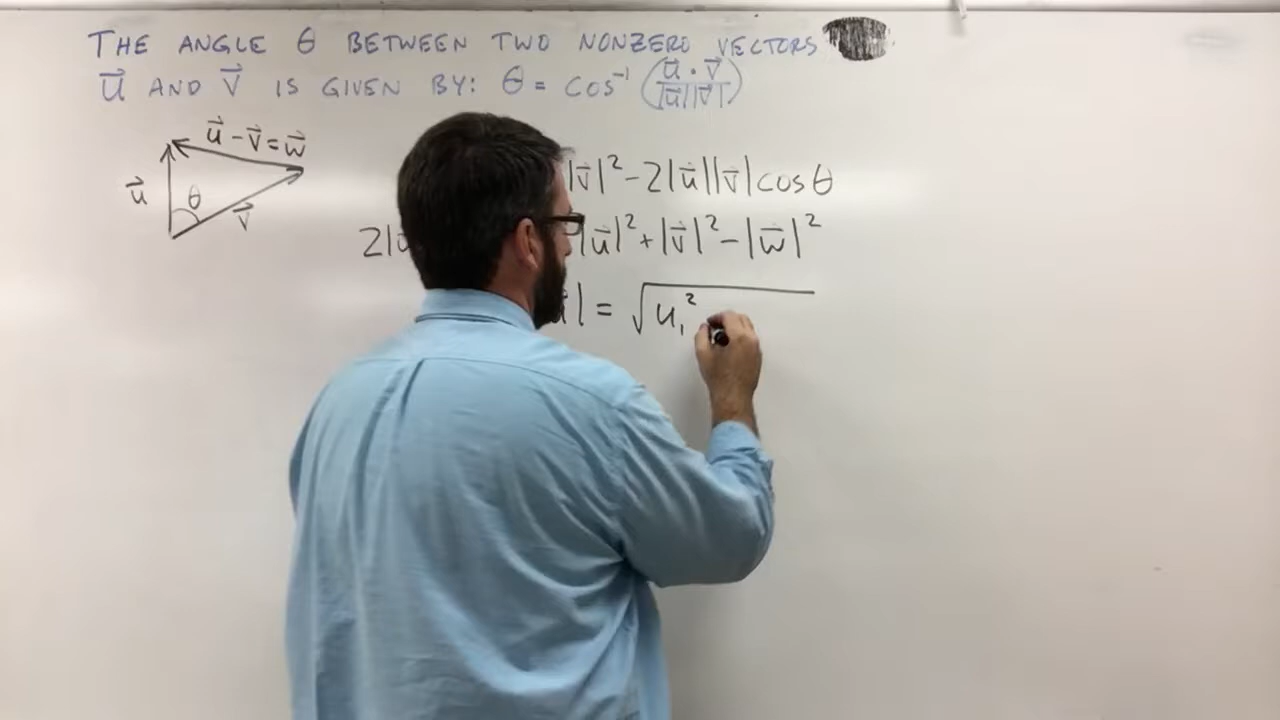 THE ANGLE θ BETWEEN TWO NONZERO VECTORS
u⃗ AND v⃗ IS GIVEN BY: θ = COS⁻¹ (u⃗ · v⃗ / |u⃗||v⃗|)
u⃗ - v⃗ = w⃗
u⃗
θ
v⃗
|v⃗|² - 2|u⃗||v⃗| cos θ
2|u⃗ |u⃗|² + |v⃗|² - |w⃗|²
u⃗| = √u₁²